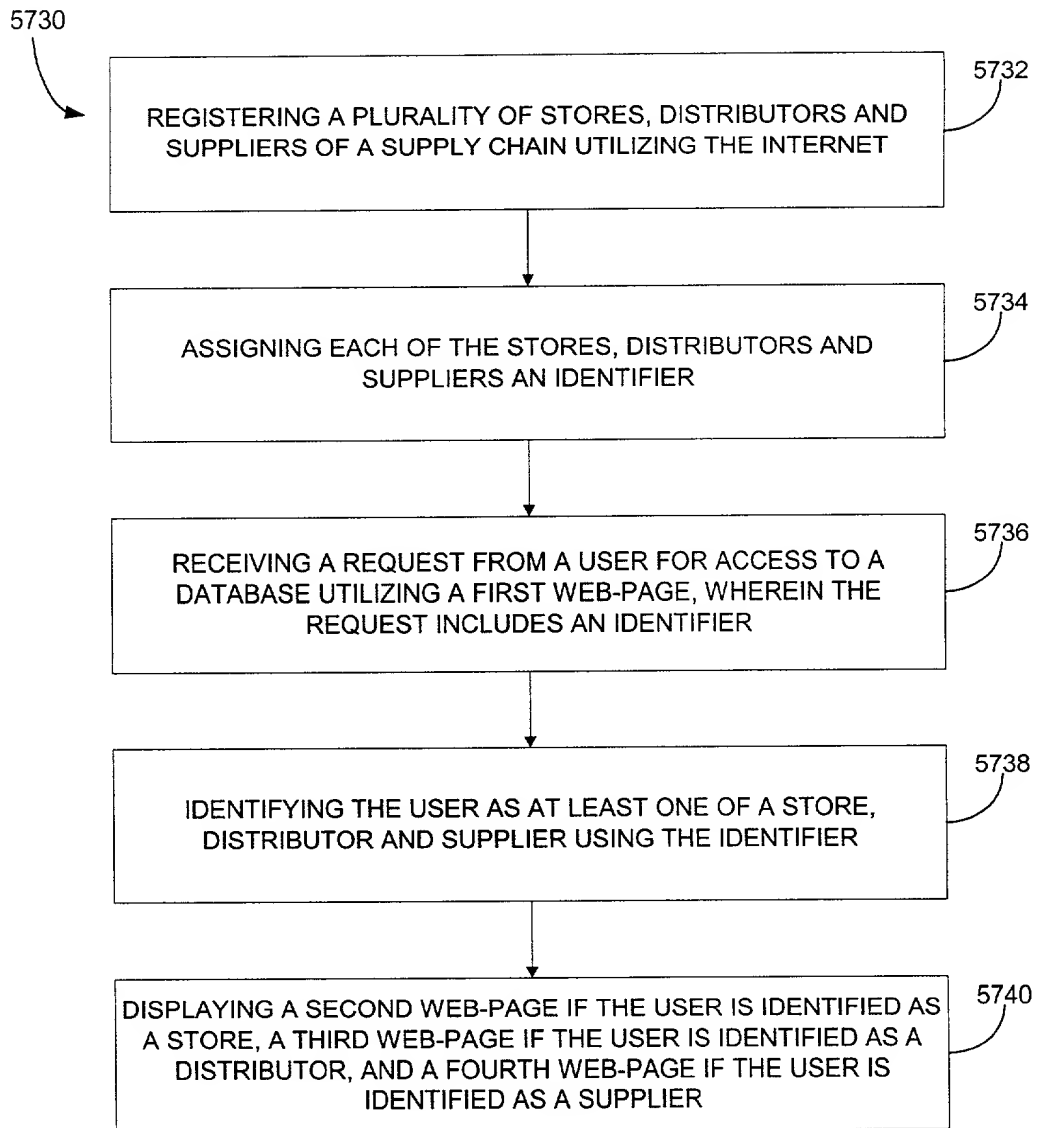 5730
5732
REGISTERING A PLURALITY OF STORES, DISTRIBUTORS AND
SUPPLIERS OF A SUPPLY CHAIN UTILIZING THE INTERNET
5734
ASSIGNING EACH OF THE STORES, DISTRIBUTORS AND
SUPPLIERS AN IDENTIFIER
5736
RECEIVING A REQUEST FROM A USER FOR ACCESS TO A
DATABASE UTILIZING A FIRST WEB-PAGE, WHEREIN THE
REQUEST INCLUDES AN IDENTIFIER
5738
IDENTIFYING THE USER AS AT LEAST ONE OF A STORE,
DISTRIBUTOR AND SUPPLIER USING THE IDENTIFIER
5740
DISPLAYING A SECOND WEB-PAGE IF THE USER IS IDENTIFIED AS
A STORE, A THIRD WEB-PAGE IF THE USER IS IDENTIFIED AS A
DISTRIBUTOR, AND A FOURTH WEB-PAGE IF THE USER IS
IDENTIFIED AS A SUPPLIER